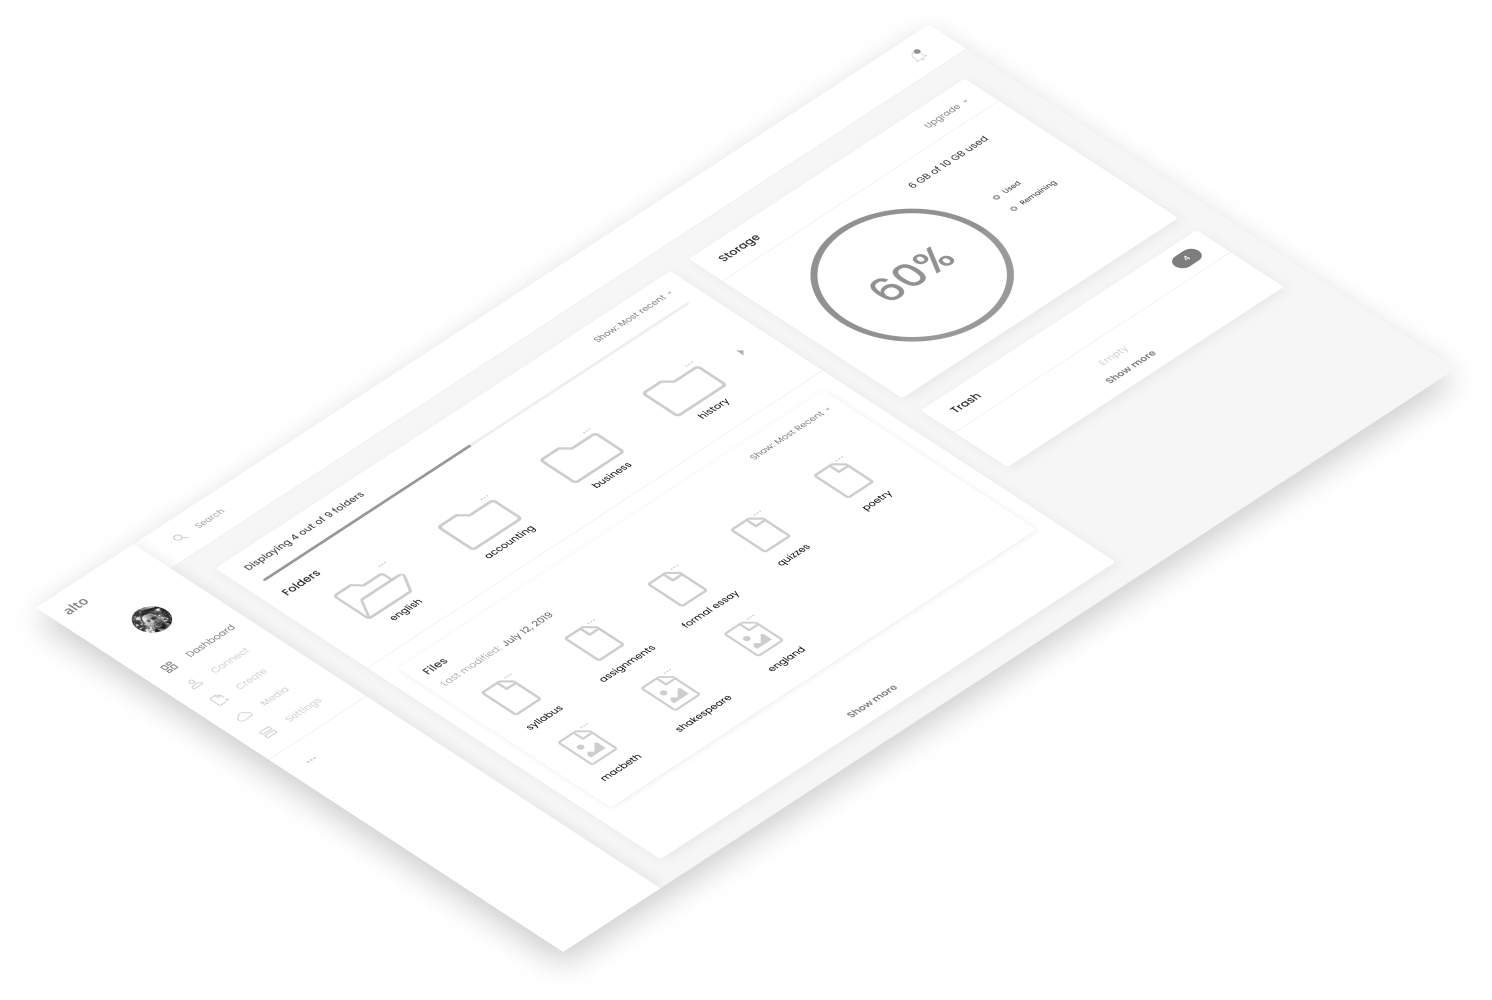 alto
Dashboard
Connect
Create
Media
Settings
Search
Displaying 4 out of 9 folders
Show: Most recent
Folders
english
accounting
business
history
Files
Last modified: July 12, 2019
Show: Most Recent
syllabus
assignments
formal essay
quizzes
poetry
macbeth
shakespeare
england
Show more
Storage
Upgrade
6 GB of 10 GB used
60%
Used
Remaining
Trash
4
Empty
Show more